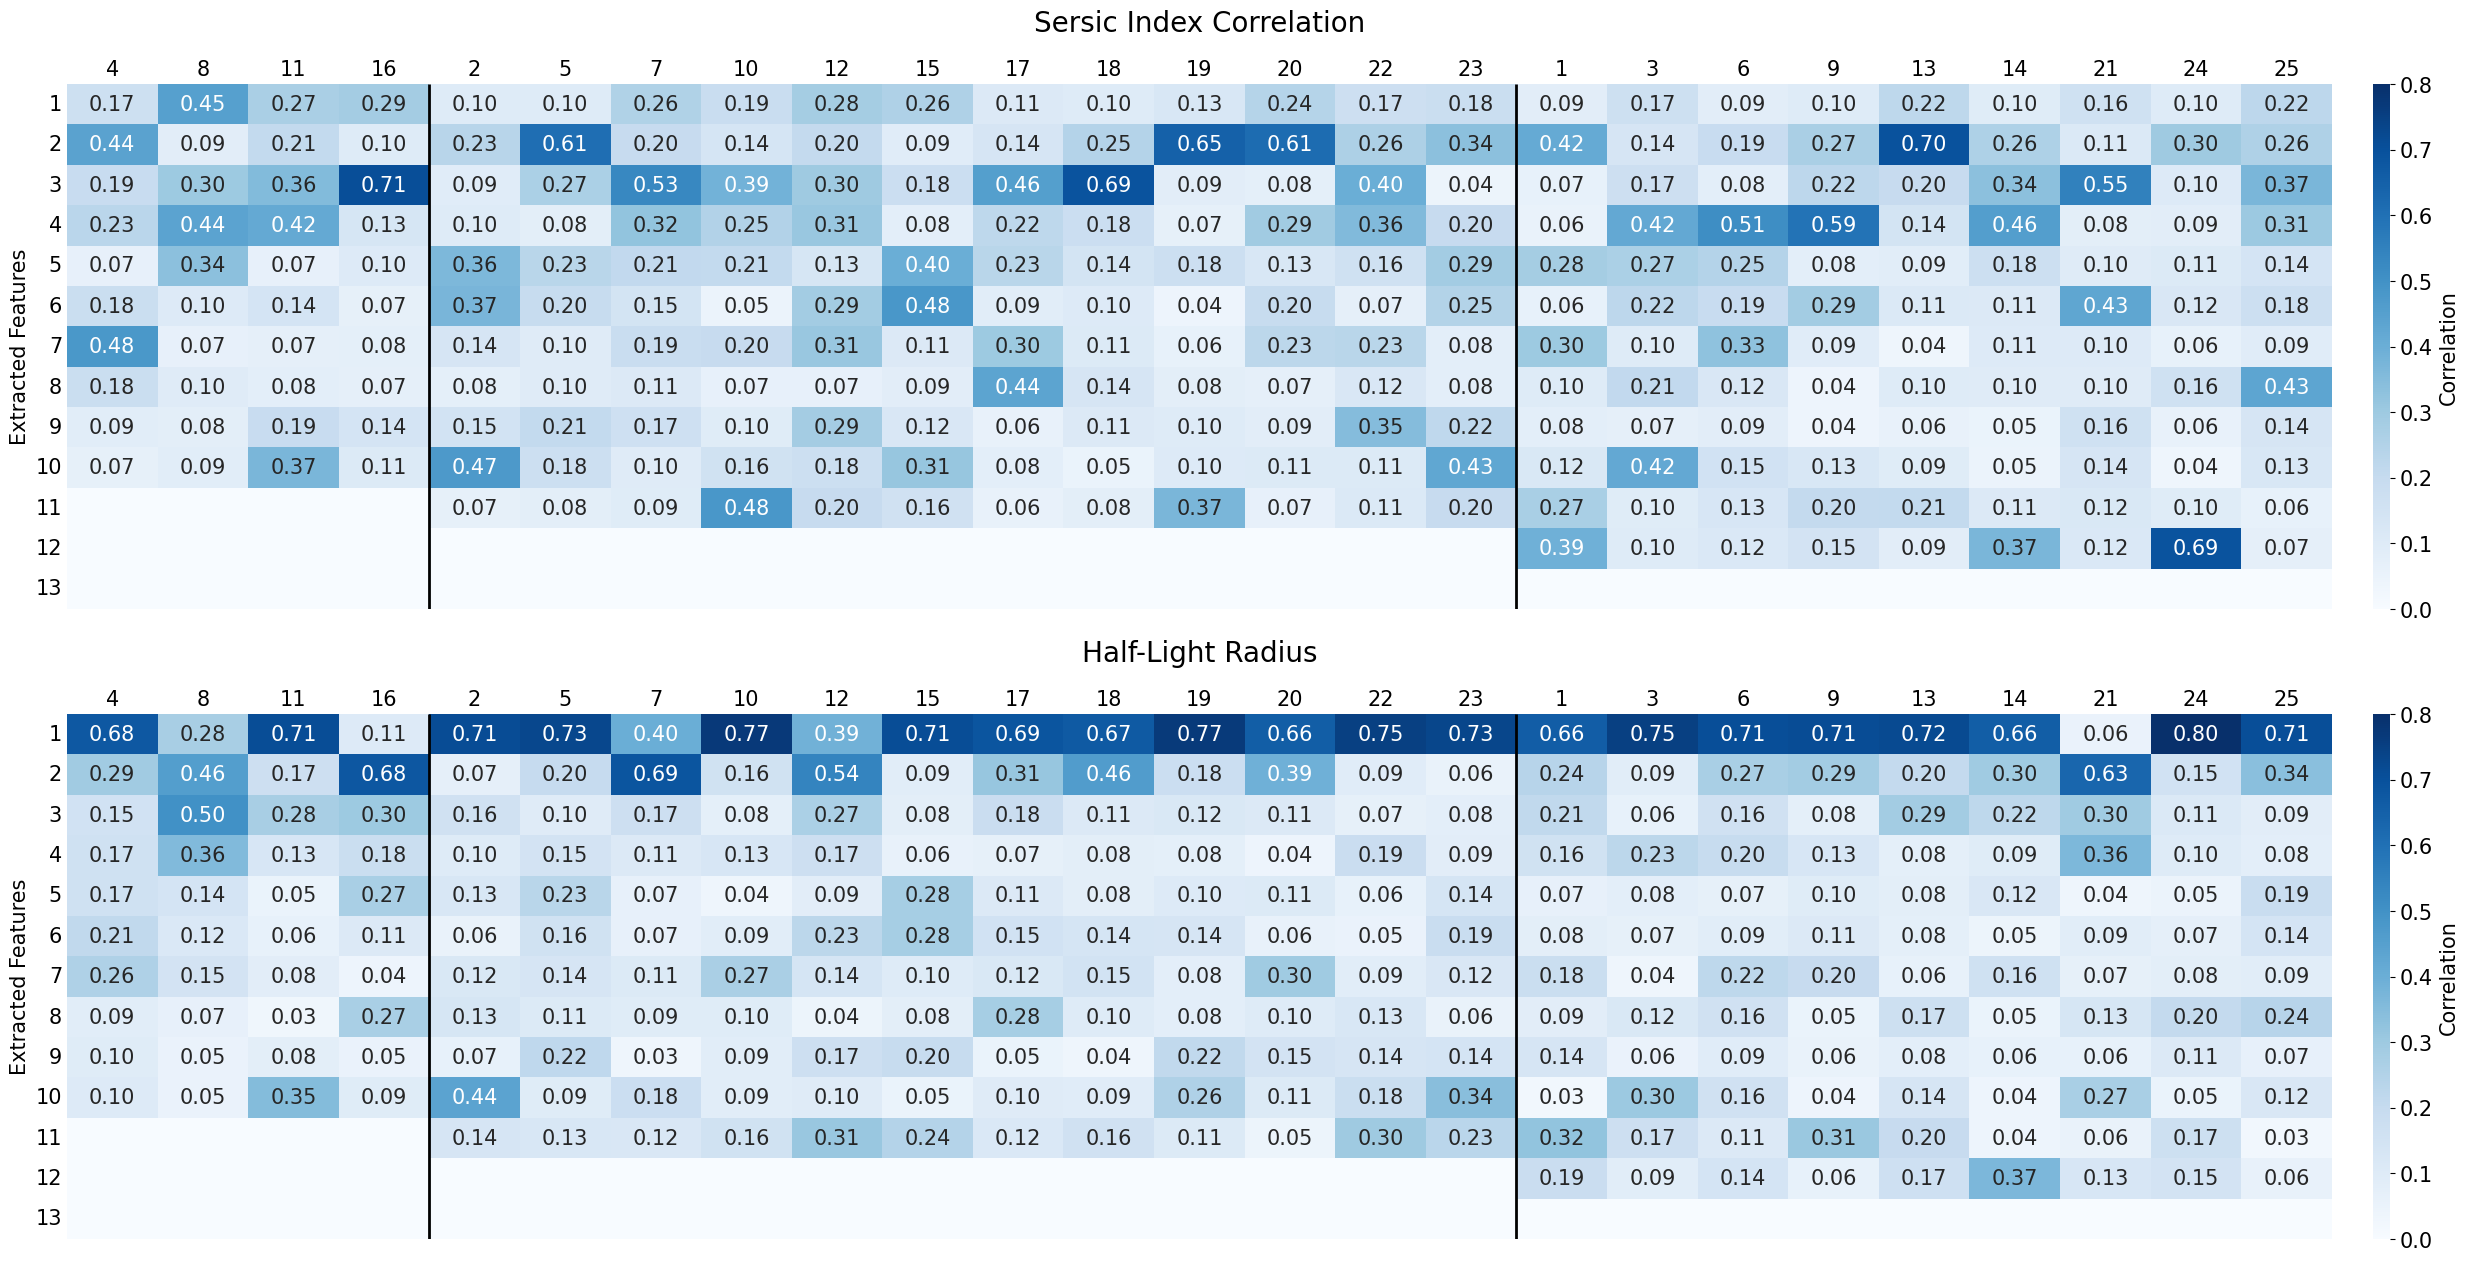 Sersic Index Correlation
4 8 11 16 2 5 7 10 12 15 17 18 19 20 22 23 1 3 6 9 13 14 21 24 25
1 0.17 0.45 0.27 0.29 0.10 0.10 0.26 0.19 0.28 0.26 0.11 0.10 0.13 0.24 0.17 0.18 0.09 0.17 0.09 0.10 0.22 0.10 0.16 0.10 0.22
2 0.44 0.09 0.21 0.10 0.23 0.61 0.20 0.14 0.20 0.09 0.14 0.25 0.65 0.61 0.26 0.34 0.42 0.14 0.19 0.27 0.70 0.26 0.11 0.30 0.26
3 0.19 0.30 0.36 0.71 0.09 0.27 0.53 0.39 0.30 0.18 0.46 0.69 0.09 0.08 0.40 0.04 0.07 0.17 0.08 0.22 0.20 0.34 0.55 0.10 0.37
4 0.23 0.44 0.42 0.13 0.10 0.08 0.32 0.25 0.31 0.08 0.22 0.18 0.07 0.29 0.36 0.20 0.06 0.42 0.51 0.59 0.14 0.46 0.08 0.09 0.31
5 0.07 0.34 0.07 0.10 0.36 0.23 0.21 0.21 0.13 0.40 0.23 0.14 0.18 0.13 0.16 0.29 0.28 0.27 0.25 0.08 0.09 0.18 0.10 0.11 0.14
6 0.18 0.10 0.14 0.07 0.37 0.20 0.15 0.05 0.29 0.48 0.09 0.10 0.04 0.20 0.07 0.25 0.06 0.22 0.19 0.29 0.11 0.11 0.43 0.12 0.18
7 0.48 0.07 0.07 0.08 0.14 0.10 0.19 0.20 0.31 0.11 0.30 0.11 0.06 0.23 0.23 0.08 0.30 0.10 0.33 0.09 0.04 0.11 0.10 0.06 0.09
8 0.18 0.10 0.08 0.07 0.08 0.10 0.11 0.07 0.07 0.09 0.44 0.14 0.08 0.07 0.12 0.08 0.10 0.21 0.12 0.04 0.10 0.10 0.10 0.16 0.43
9 0.09 0.08 0.19 0.14 0.15 0.21 0.17 0.10 0.29 0.12 0.06 0.11 0.10 0.09 0.35 0.22 0.08 0.07 0.09 0.04 0.06 0.05 0.16 0.06 0.14
10 0.07 0.09 0.37 0.11 0.47 0.18 0.10 0.16 0.18 0.31 0.08 0.05 0.10 0.11 0.11 0.43 0.12 0.42 0.15 0.13 0.09 0.05 0.14 0.04 0.13
11 0.07 0.08 0.09 0.48 0.20 0.16 0.06 0.08 0.37 0.07 0.11 0.20 0.27 0.10 0.13 0.20 0.21 0.11 0.12 0.10 0.06
12 0.39 0.10 0.12 0.15 0.09 0.37 0.12 0.69 0.07
13
Extracted Features
0.8
0.7
0.6
0.5
0.4
0.3
0.2
0.1
0.0
Correlation
Half-Light Radius
4 8 11 16 2 5 7 10 12 15 17 18 19 20 22 23 1 3 6 9 13 14 21 24 25
1 0.68 0.28 0.71 0.11 0.71 0.73 0.40 0.77 0.39 0.71 0.69 0.67 0.77 0.66 0.75 0.73 0.66 0.75 0.71 0.71 0.72 0.66 0.06 0.80 0.71
2 0.29 0.46 0.17 0.68 0.07 0.20 0.69 0.16 0.54 0.09 0.31 0.46 0.18 0.39 0.09 0.06 0.24 0.09 0.27 0.29 0.20 0.30 0.63 0.15 0.34
3 0.15 0.50 0.28 0.30 0.16 0.10 0.17 0.08 0.27 0.08 0.18 0.11 0.12 0.11 0.07 0.08 0.21 0.06 0.16 0.08 0.29 0.22 0.30 0.11 0.09
4 0.17 0.36 0.13 0.18 0.10 0.15 0.11 0.13 0.17 0.06 0.07 0.08 0.08 0.04 0.19 0.09 0.16 0.23 0.20 0.13 0.08 0.09 0.36 0.10 0.08
5 0.17 0.14 0.05 0.27 0.13 0.23 0.07 0.04 0.09 0.28 0.11 0.08 0.10 0.11 0.06 0.14 0.07 0.08 0.07 0.10 0.08 0.12 0.04 0.05 0.19
6 0.21 0.12 0.06 0.11 0.06 0.16 0.07 0.09 0.23 0.28 0.15 0.14 0.14 0.06 0.05 0.19 0.08 0.07 0.09 0.11 0.08 0.05 0.09 0.07 0.14
7 0.26 0.15 0.08 0.04 0.12 0.14 0.11 0.27 0.14 0.10 0.12 0.15 0.08 0.30 0.09 0.12 0.18 0.04 0.22 0.20 0.06 0.16 0.07 0.08 0.09
8 0.09 0.07 0.03 0.27 0.13 0.11 0.09 0.10 0.04 0.08 0.28 0.10 0.08 0.10 0.13 0.06 0.09 0.12 0.16 0.05 0.17 0.05 0.13 0.20 0.24
9 0.10 0.05 0.08 0.05 0.07 0.22 0.03 0.09 0.17 0.20 0.05 0.04 0.22 0.15 0.14 0.14 0.14 0.06 0.09 0.06 0.08 0.06 0.06 0.11 0.07
10 0.10 0.05 0.35 0.09 0.44 0.09 0.18 0.09 0.10 0.05 0.10 0.09 0.26 0.11 0.18 0.34 0.03 0.30 0.16 0.04 0.14 0.04 0.27 0.05 0.12
11 0.14 0.13 0.12 0.16 0.31 0.24 0.12 0.16 0.11 0.05 0.30 0.23 0.32 0.17 0.11 0.31 0.20 0.04 0.06 0.17 0.03
12 0.19 0.09 0.14 0.06 0.17 0.37 0.13 0.15 0.06
13
Extracted Features
0.8
0.7
0.6
0.5
0.4
0.3
0.2
0.1
0.0
Correlation